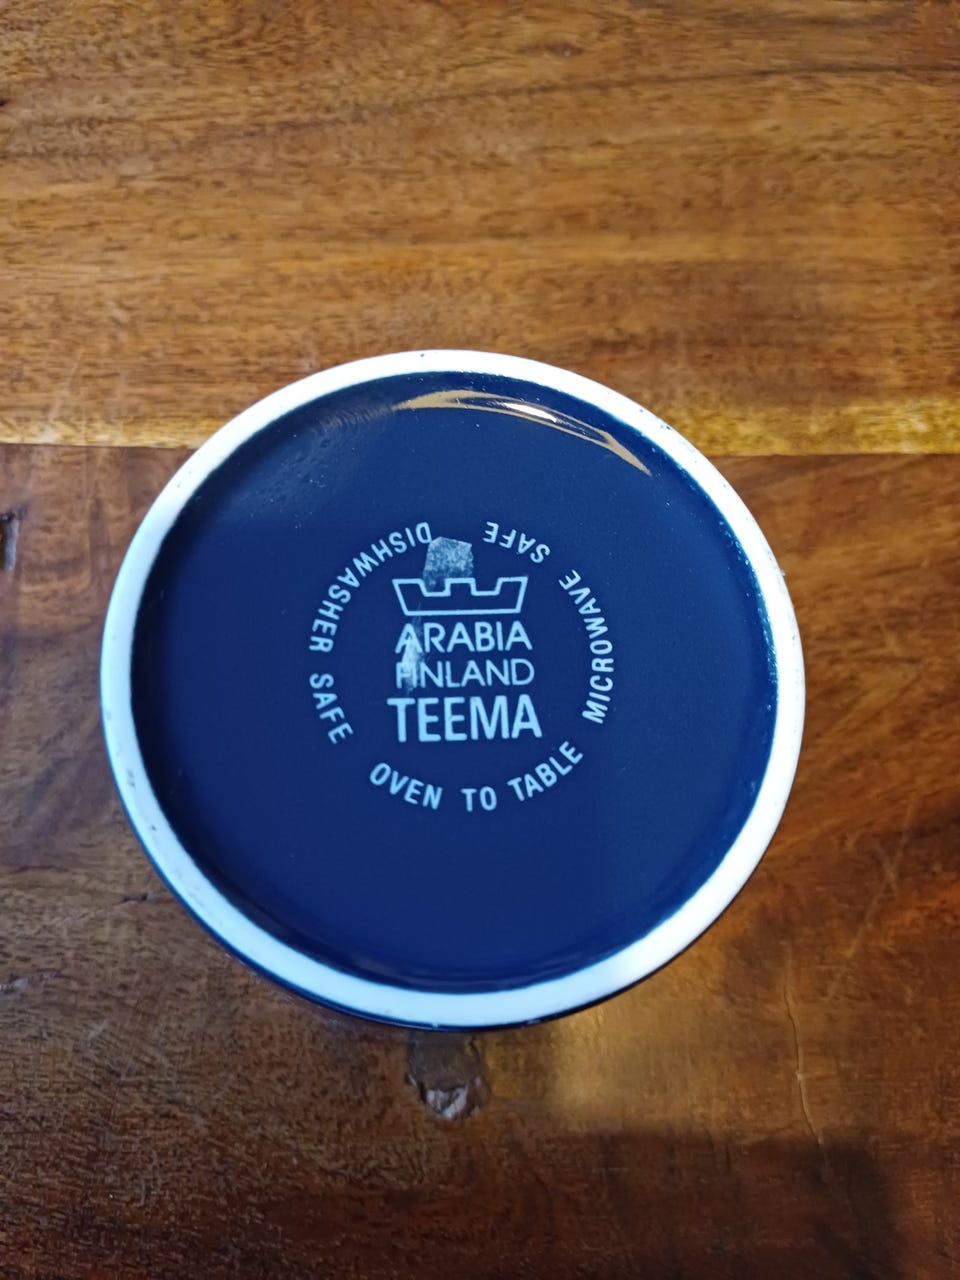 ARABIA
FINLAND
TEEMA
DISHWASHER SAFE
OVEN TO TABLE
MICROWAVE SAFE